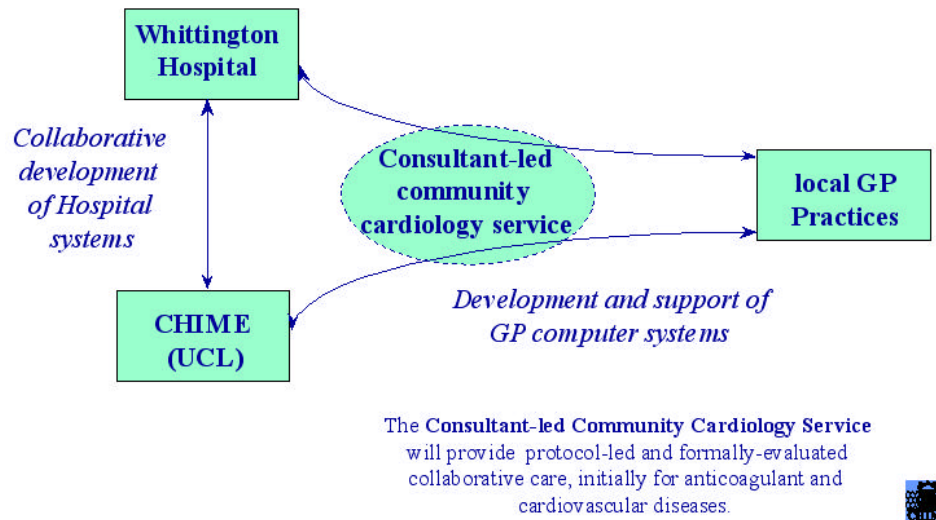 Whittington
Hospital
Collaborative
development
of Hospital
systems
Consultant-led
community
cardiology service
local GP
Practices
CHIME
(UCL)
Development and support of
GP computer systems
The Consultant-led Community Cardiology Service
will provide protocol-led and formally-evaluated
collaborative care, initially for anticoagulant and
cardiovascular diseases.